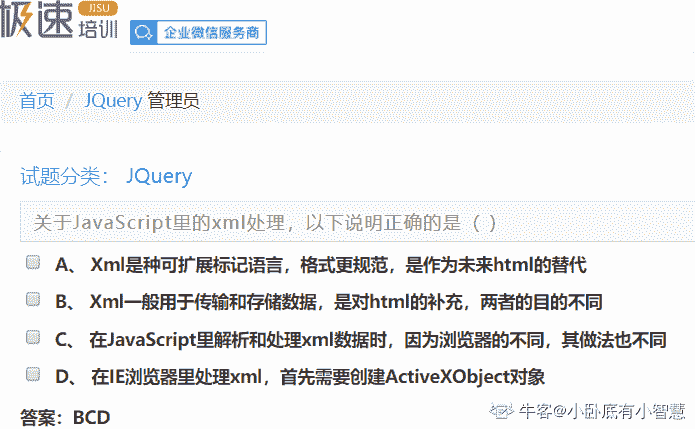 极速 JISU 培训
企业微信服务商
首页 / JQuery 管理员
试题分类： JQuery
关于JavaScript里的xml处理，以下说明正确的是（ ）
A、 Xml是种可扩展标记语言，格式更规范，是作为未来html的替代
B、 Xml一般用于传输和存储数据，是对html的补充，两者的目的不同
C、 在JavaScript里解析和处理xml数据时，因为浏览器的不同，其做法也不同
D、 在IE浏览器里处理xml，首先需要创建ActiveXObject对象
答案：BCD
牛客@小卧底有小智慧